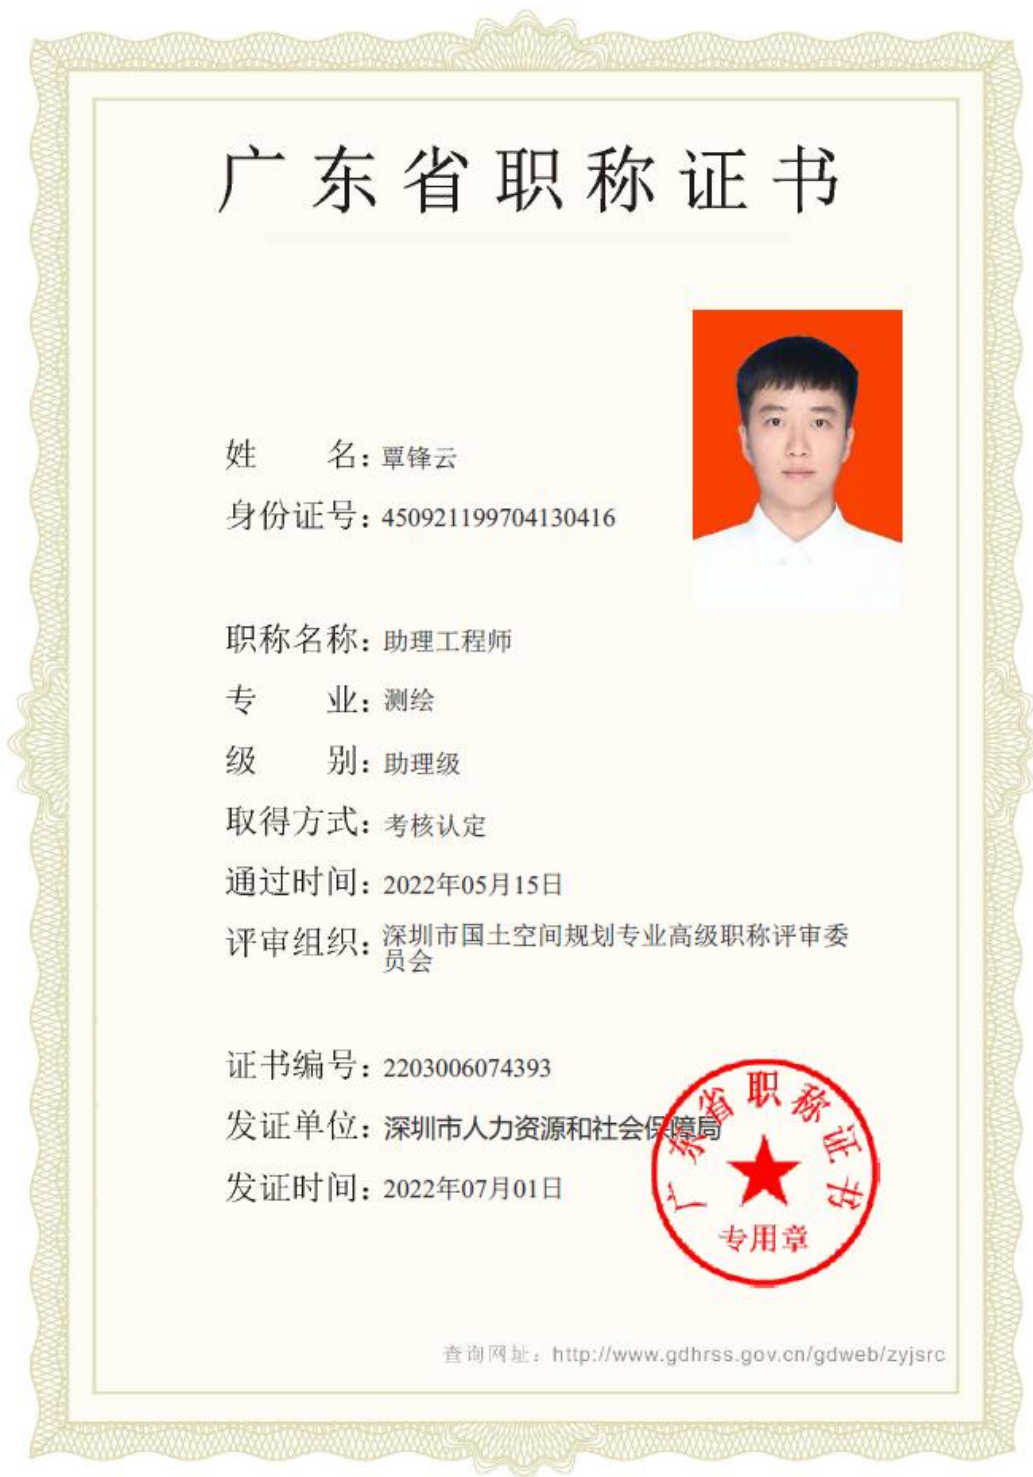 广东省职称证书
姓 名：覃锋云
身份证号：450921199704130416
职称名称：助理工程师
专 业：测绘
级 别：助理级
取得方式：考核认定
通过时间：2022年05月15日
评审组织：深圳市国土空间规划专业高级职称评审委
员会
证书编号：2203006074393
发证单位：深圳市人力资源和社会保障局
发证时间：2022年07月01日
广东省职称证书
专用章
查询网址：http://www.gdhrss.gov.cn/gdweb/zyjsrc